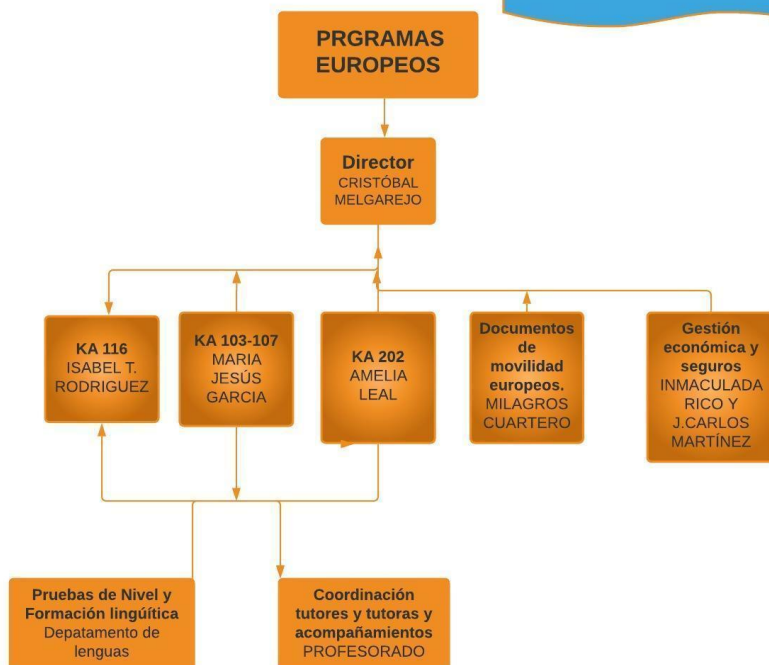 PRGRAMAS
EUROPEOS
Director
CRISTÓBAL
MELGAREJO
KA 116
ISABEL T.
RODRIGUEZ
KA 103-107
MARIA
JESÚS
GARCIA
KA 202
AMELIA
LEAL
Documentos
de
movilidad
europeos.
MILAGROS
CUARTERO
Gestión
económica y
seguros
INMACULADA
RICO Y
J.CARLOS
MARTÍNEZ
Pruebas de Nivel y
Formación lingúítica
Depatamento de
lenguas
Coordinación
tutores y tutoras y
acompañamientos
PROFESORADO